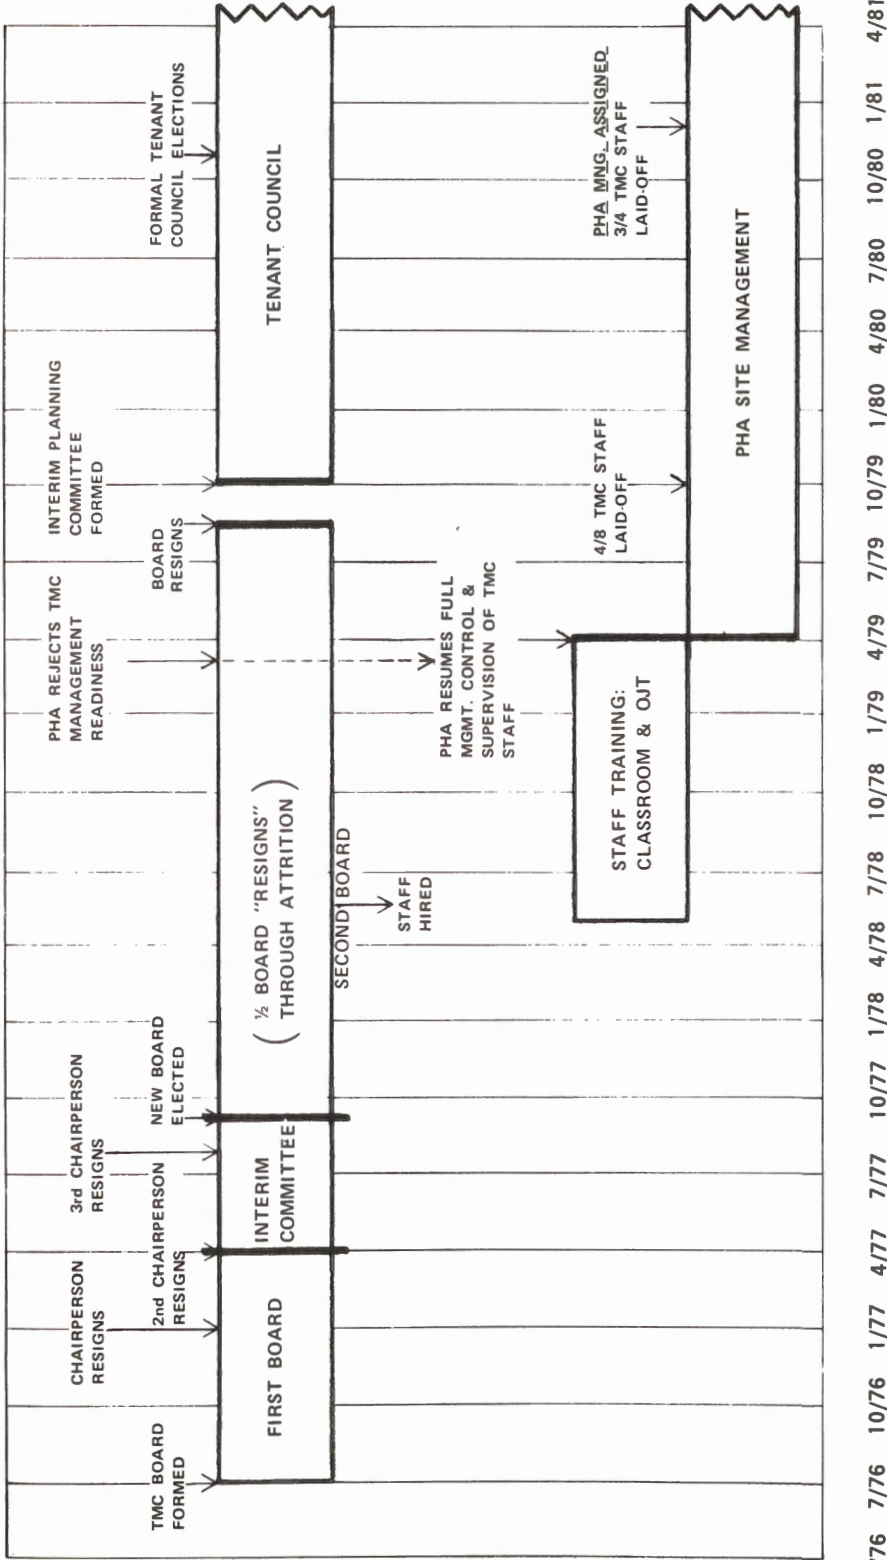 3rd CHAIRPERSON
RESIGNS
CHAIRPERSON
RESIGNS
PHA REJECTS TMC
MANAGEMENT
READINESS
INTERIM PLANNING
COMMITTEE
FORMED
TMC BOARD
FORMED
2nd CHAIRPERSON
RESIGNS
NEW BOARD
ELECTED
BOARD
RESIGNS
FORMAL TENANT
COUNCIL ELECTIONS
FIRST BOARD
INTERIM
COMMITTEE
( ½ BOARD "RESIGNS"
THROUGH ATTRITION )
TENANT COUNCIL
SECOND BOARD
STAFF
HIRED
PHA RESUMES FULL
MGMT. CONTROL &
SUPERVISION OF TMC
STAFF
4/8 TMC STAFF
LAID-OFF
PHA MNG. ASSIGNED
3/4 TMC STAFF
LAID-OFF
STAFF TRAINING:
CLASSROOM & OJT
PHA SITE MANAGEMENT
/76 7/76 10/76 1/77 4/77 7/77 10/77 1/78 4/78 7/78 10/78 1/79 4/79 7/79 10/79 1/80 4/80 7/80 10/80 1/81 4/81